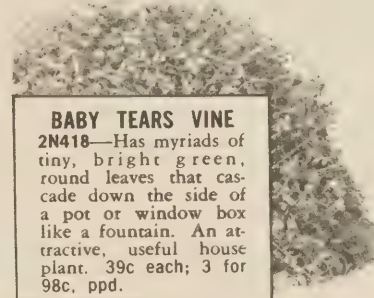 BABY TEARS VINE
2N418—Has myriads of
tiny, bright green,
round leaves that cas-
cade down the side of
a pot or window box
like a fountain. An at-
tractive, useful house
plant. 39c each; 3 for
98c, ppd.